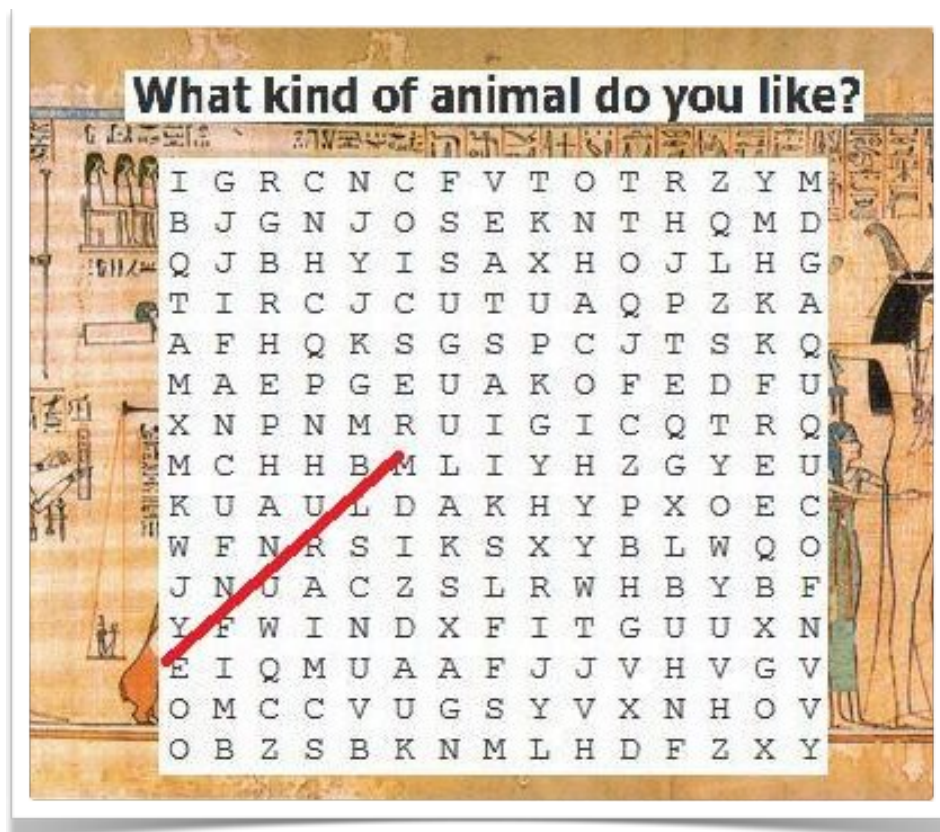 What kind of animal do you like?
I G R C N C F V T O T R Z Y M
B J G N J O S E K N T H Q M D
Q J B H Y I S A X H O J L H G
T I R C J C U T U A Q P Z K A
A F H Q K S G S P C J T S K Q
M A E P G E U A K O F E D F U
X N P N M R U I G I C Q T R Q
M C H H B M L I Y H Z G Y E U
K U A U L D A K H Y P X O E C
W F N R S I K S X Y B L W Q O
J N U A C Z S L R W H B Y B F
Y F W I N D X F I T G U U X N
E I Q M U A A F J J V H V G V
O M C C V U G S Y V X N H O V
O B Z S B K N M L H D F Z X Y